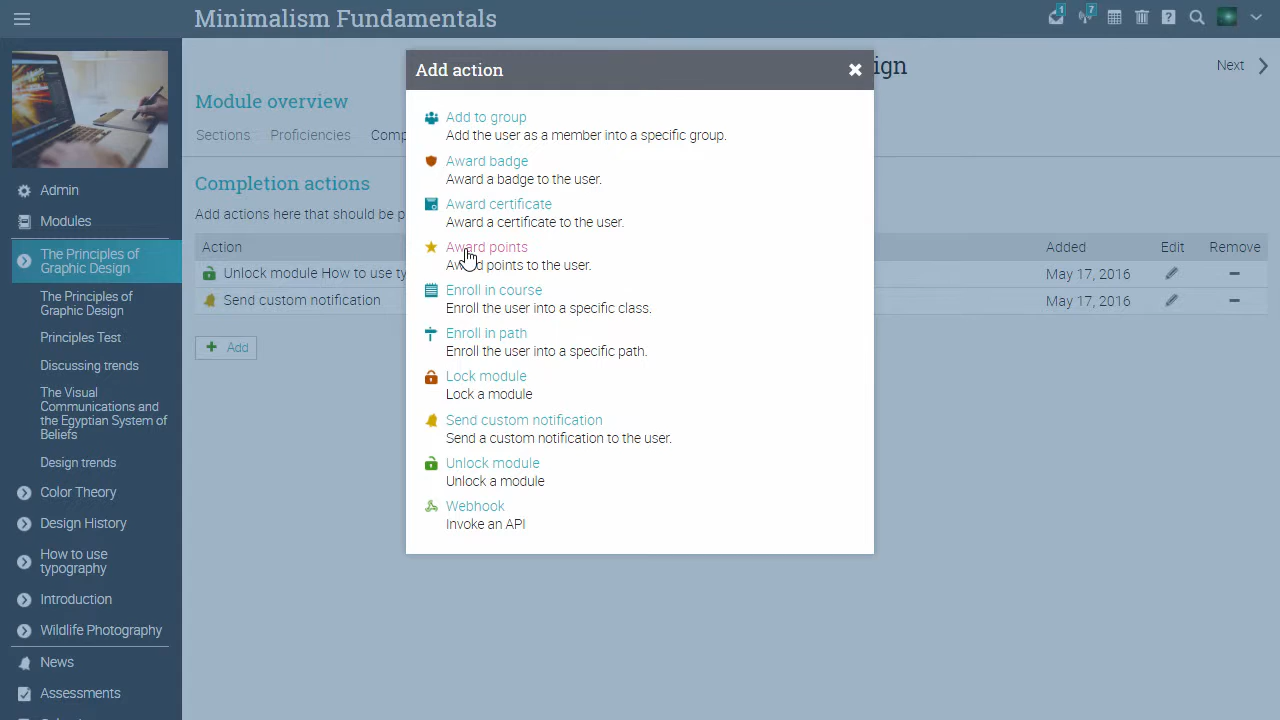 Minimalism Fundamentals
1
7
Add action
ign
Next
Module overview
Sections Proficiencies Comp
Completion actions
Add actions here that should be p
Action Added Edit Remove
Unlock module How to use ty May 17, 2016
Send custom notification May 17, 2016
Add
Add to group
Add the user as a member into a specific group.
Award badge
Award a badge to the user.
Award certificate
Award a certificate to the user.
Award points
Award points to the user.
Enroll in course
Enroll the user into a specific class.
Enroll in path
Enroll the user into a specific path.
Lock module
Lock a module
Send custom notification
Send a custom notification to the user.
Unlock module
Unlock a module
Webhook
Invoke an API
Admin
Modules
The Principles of
Graphic Design
The Principles of
Graphic Design
Principles Test
Discussing trends
The Visual
Communications and
the Egyptian System of
Beliefs
Design trends
Color Theory
Design History
How to use
typography
Introduction
Wildlife Photography
News
Assessments